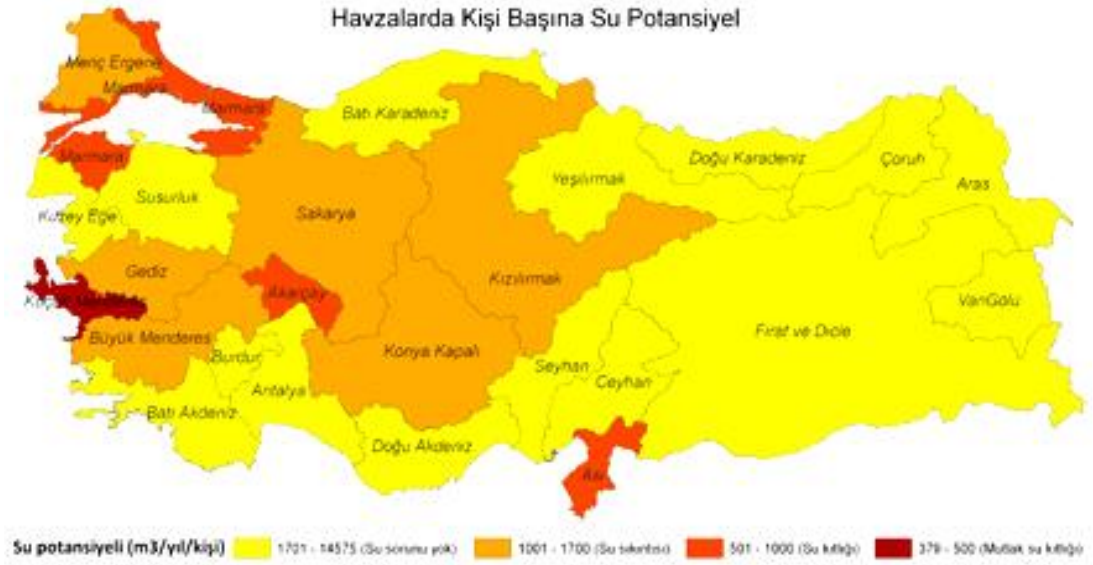 Havzalarda Kişi Başına Su Potansiyel
Meriç Ergene
Marmara
Marmara
Batı Karadeniz
Marmara
Doğu Karadeniz
Çoruh
Yeşilırmak
Aras
Susurluk
Kuzey Ege
Sakarya
Gediz
Kızılırmak
Akarçay
VanGölü
Büyük Menderes
Fırat ve Dicle
Konya Kapalı
Burdur
Seyhan
Ceyhan
Antalya
Batı Akdeniz
Doğu Akdeniz
Asi
Su potansiyeli (m3/yıl/kişi)
1701 - 14575 (Su sorunu yok)
1001 - 1700 (Su sıkıntısı)
501 - 1000 (Su kıtlığı)
379 - 500 (Mutlak su kıtlığı)